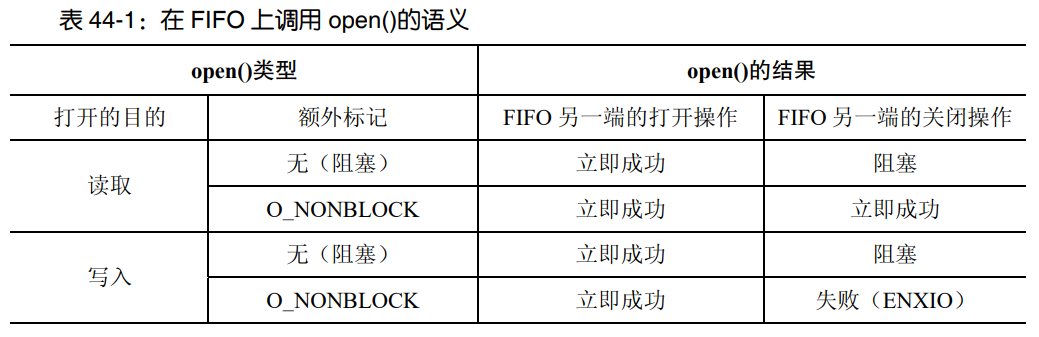 表 44-1：在 FIFO 上调用 open()的语义
open()类型 open()的结果
打开的目的 额外标记 FIFO 另一端的打开操作 FIFO 另一端的关闭操作
读取 无（阻塞） 立即成功 阻塞
O_NONBLOCK 立即成功 立即成功
写入 无（阻塞） 立即成功 阻塞
O_NONBLOCK 立即成功 失败（ENXIO）